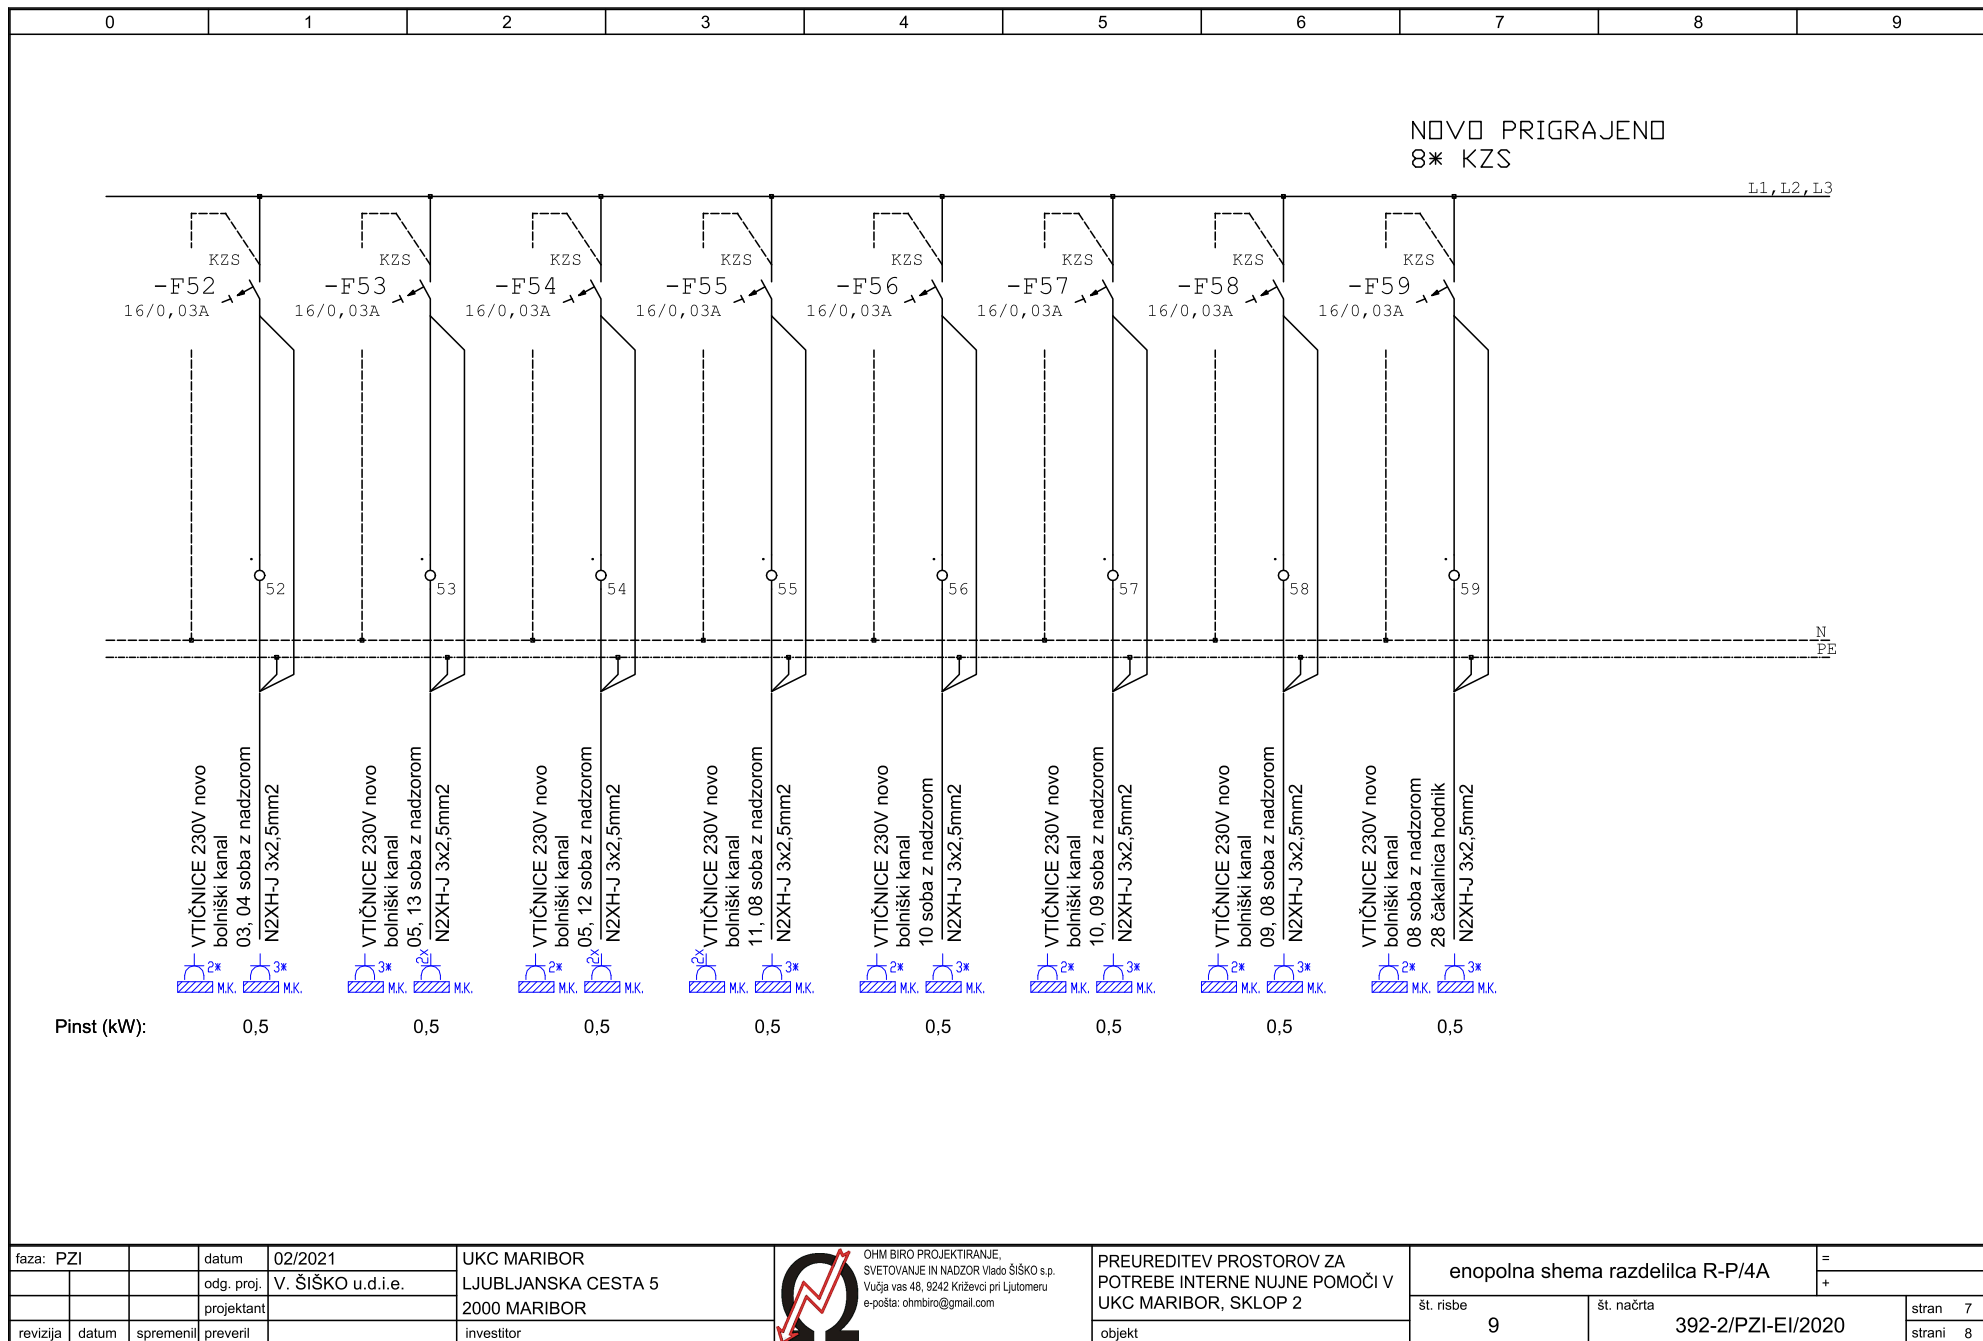 0 1 2 3 4 5 6 7 8 9
NOVO PRIGRAJENO
8* KZS
L1,L2,L3
KZS KZS KZS KZS KZS KZS KZS KZS
-F52 -F53 -F54 -F55 -F56 -F57 -F58 -F59
16/0,03A 16/0,03A 16/0,03A 16/0,03A 16/0,03A 16/0,03A 16/0,03A 16/0,03A
52 53 54 55 56 57 58 59
N
PE
VTIČNICE 230V novo
bolniški kanal
03, 04 soba z nadzorom
N2XH-J 3x2,5mm2
VTIČNICE 230V novo
bolniški kanal
05, 13 soba z nadzorom
N2XH-J 3x2,5mm2
VTIČNICE 230V novo
bolniški kanal
05, 12 soba z nadzorom
N2XH-J 3x2,5mm2
VTIČNICE 230V novo
bolniški kanal
11, 08 soba z nadzorom
N2XH-J 3x2,5mm2
VTIČNICE 230V novo
bolniški kanal
10 soba z nadzorom
N2XH-J 3x2,5mm2
VTIČNICE 230V novo
bolniški kanal
10, 09 soba z nadzorom
N2XH-J 3x2,5mm2
VTIČNICE 230V novo
bolniški kanal
09, 08 soba z nadzorom
N2XH-J 3x2,5mm2
VTIČNICE 230V novo
bolniški kanal
08 soba z nadzorom
28 čakalnica hodnik
N2XH-J 3x2,5mm2
2* 3* 3* 2x 2* 2x 2x 3* 2* 3* 2* 3* 2* 3* 2* 3*
M.K. M.K. M.K. M.K. M.K. M.K. M.K. M.K. M.K. M.K. M.K. M.K. M.K. M.K. M.K. M.K.
Pinst (kW): 0,5 0,5 0,5 0,5 0,5 0,5 0,5 0,5
faza: PZI
datum 02/2021
odg. proj. V. ŠIŠKO u.d.i.e.
projektant
revizija datum spremenil preveril
UKC MARIBOR
LJUBLJANSKA CESTA 5
2000 MARIBOR
investitor
OHM BIRO PROJEKTIRANJE,
SVETOVANJE IN NADZOR Vlado ŠIŠKO s.p.
Vučja vas 48, 9242 Križevci pri Ljutomeru
e-pošta: ohmbiro@gmail.com
PREUREDITEV PROSTOROV ZA
POTREBE INTERNE NUJNE POMOČI V
UKC MARIBOR, SKLOP 2
objekt
enopolna shema razdelilca R-P/4A
=
+
št. risbe
9
št. načrta
392-2/PZI-EI/2020
stran 7
strani 8